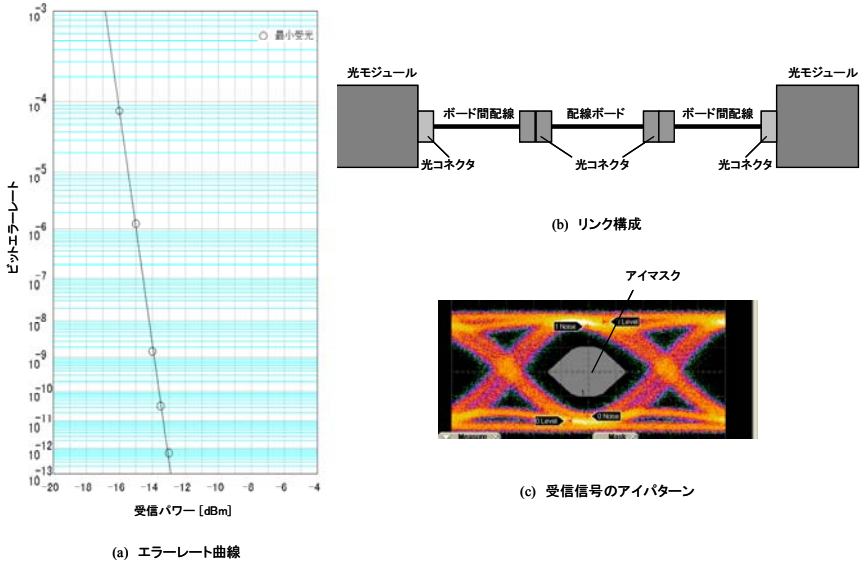 10-3
10-4
10-5
10-6
10-7
10-8
10-9
10-10
10-11
10-12
10-13
最小受光
ビットエラーレート
-20 -18 -16 -14 -12 -10 -8 -6 -4
受信パワー [dBm]
(a) エラーレート曲線
光モジュール 光モジュール
ボード間配線 配線ボード ボード間配線
光コネクタ 光コネクタ 光コネクタ
(b) リンク構成
アイマスク
1 Noise
1 Level
1
0 Level
0 Noise
Measure
Mask
(c) 受信信号のアイパターン